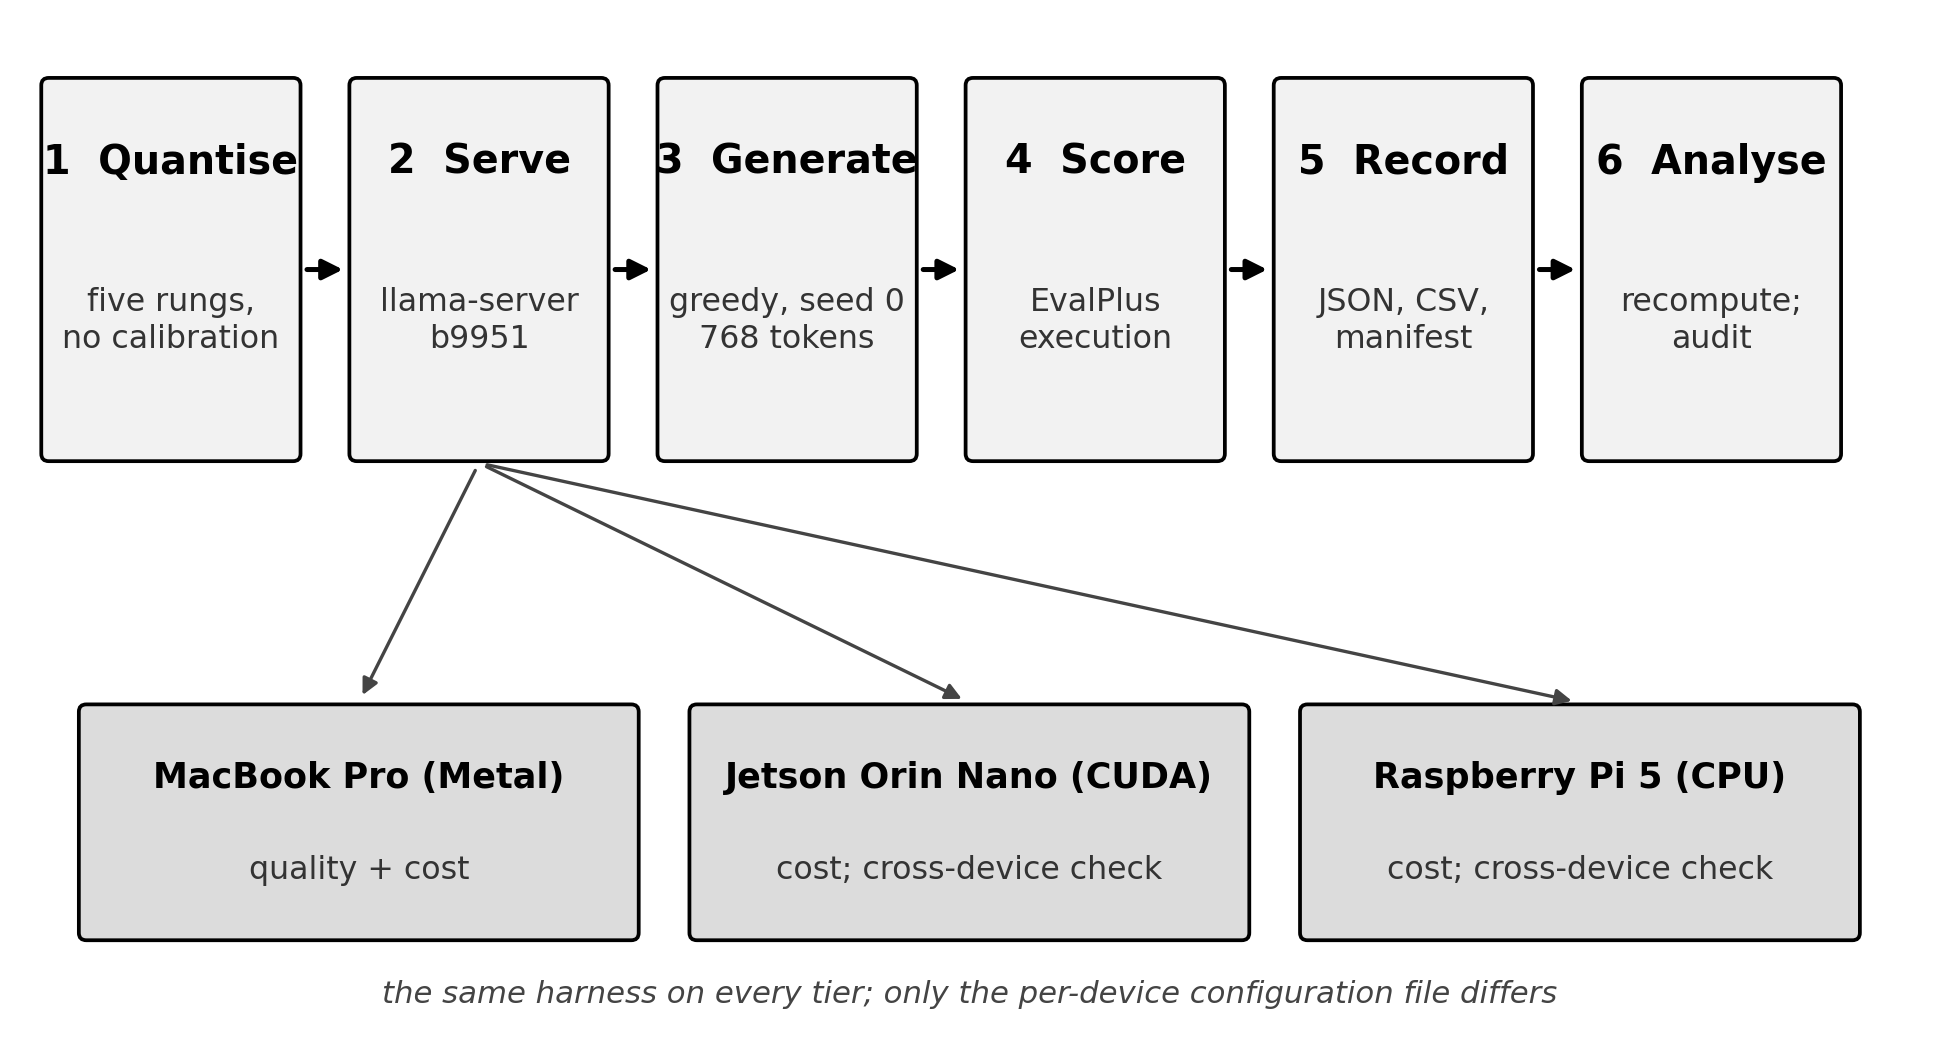 1  Quantise
five rungs,
no calibration
2  Serve
llama-server
b9951
3  Generate
greedy, seed 0
768 tokens
4  Score
EvalPlus
execution
5  Record
JSON, CSV,
manifest
6  Analyse
recompute;
audit
MacBook Pro (Metal)
quality + cost
Jetson Orin Nano (CUDA)
cost; cross-device check
Raspberry Pi 5 (CPU)
cost; cross-device check
the same harness on every tier; only the per-device configuration file differs